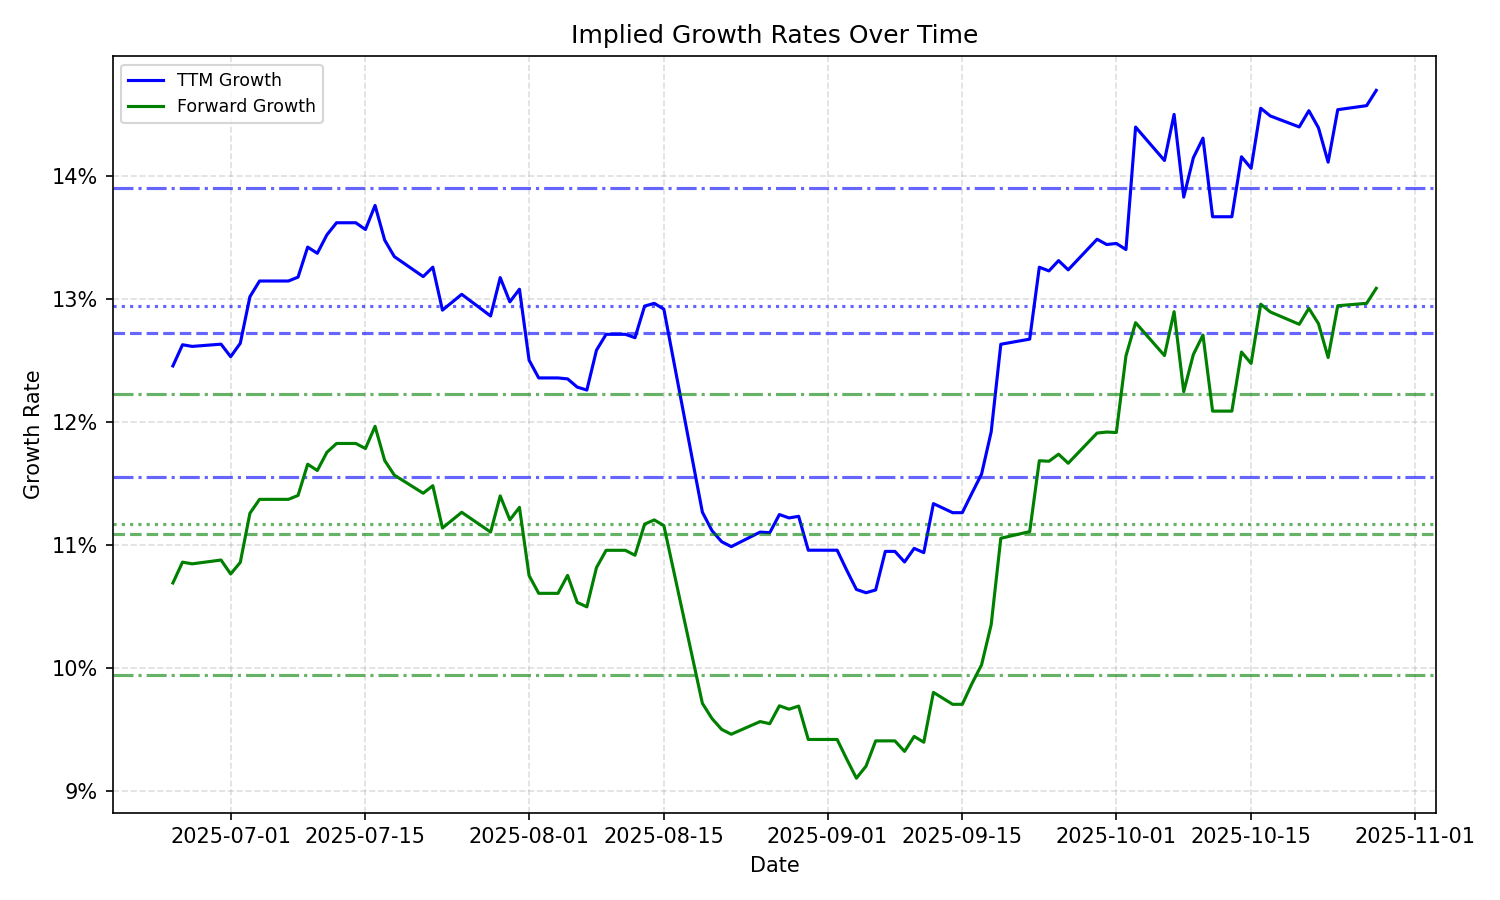 Implied Growth Rates Over Time
TTM Growth
Forward Growth
14%
13%
12%
11%
10%
9%
Growth Rate
2025-07-01 2025-07-15 2025-08-01 2025-08-15 2025-09-01 2025-09-15 2025-10-01 2025-10-15 2025-11-01
Date